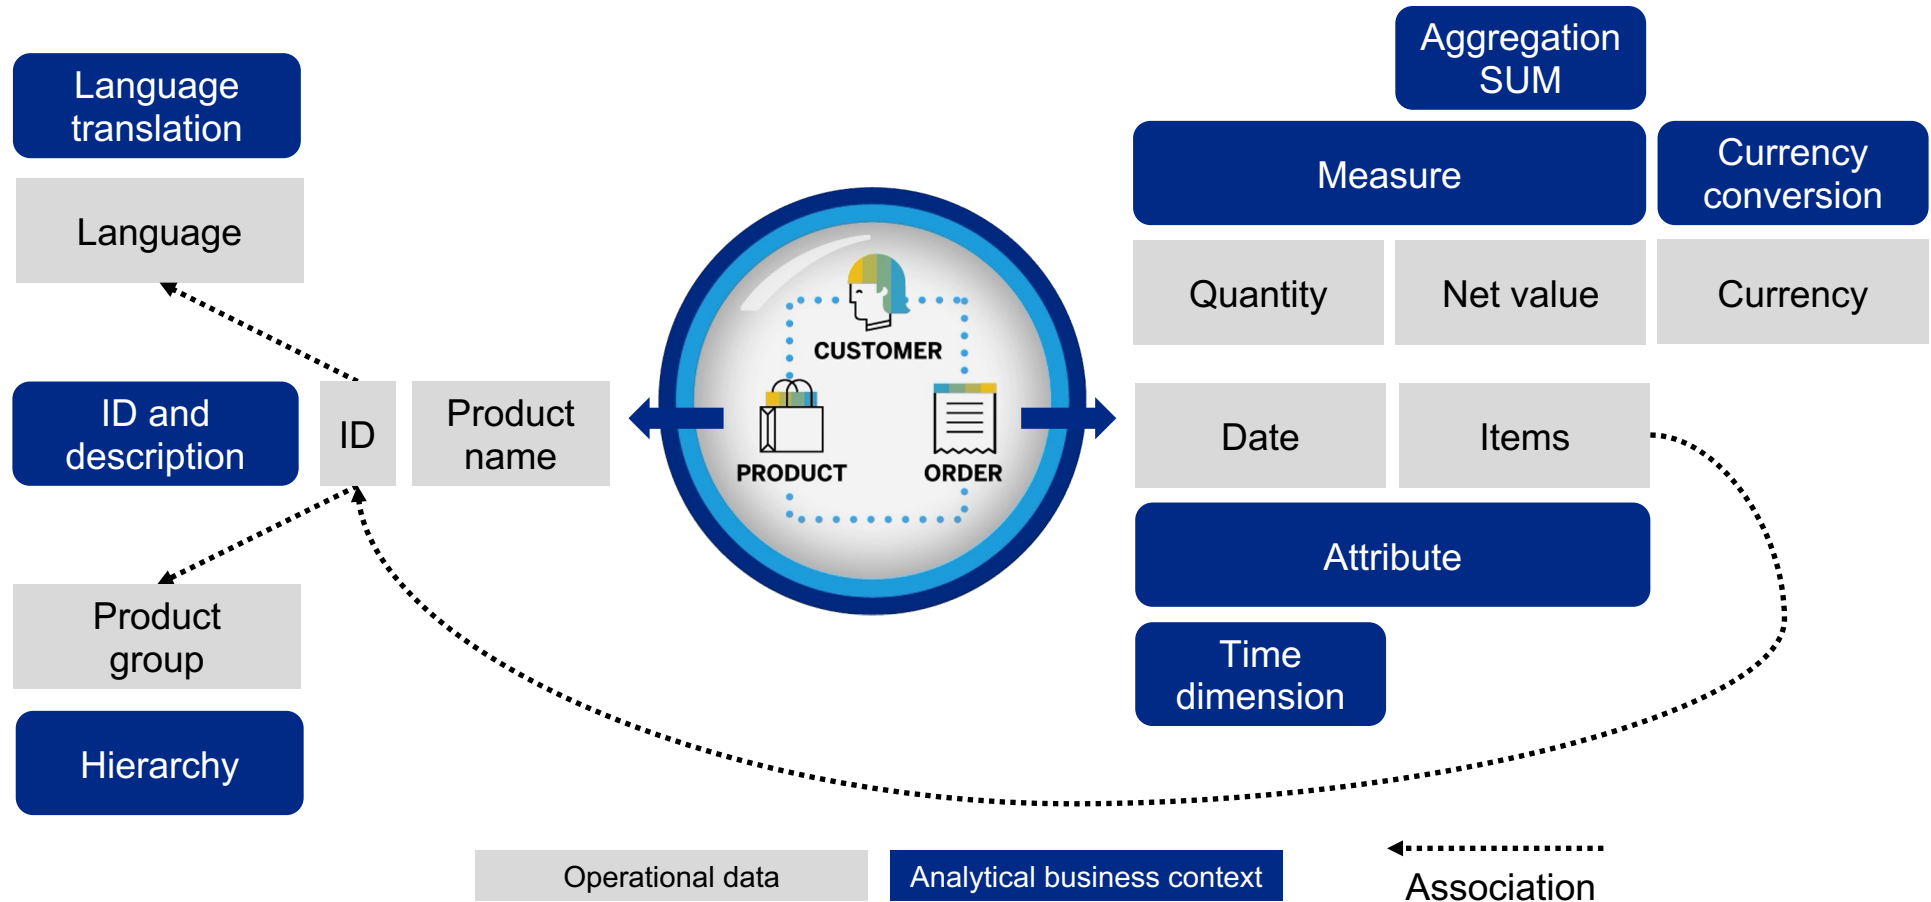 Aggregation
SUM
Language
translation
Measure
Currency
conversion
Language
Quantity
Net value
Currency
CUSTOMER
ID and
description
ID
Product
name
PRODUCT
ORDER
Date
Items
Attribute
Product
group
Time
dimension
Hierarchy
Operational data
Analytical business context
Association